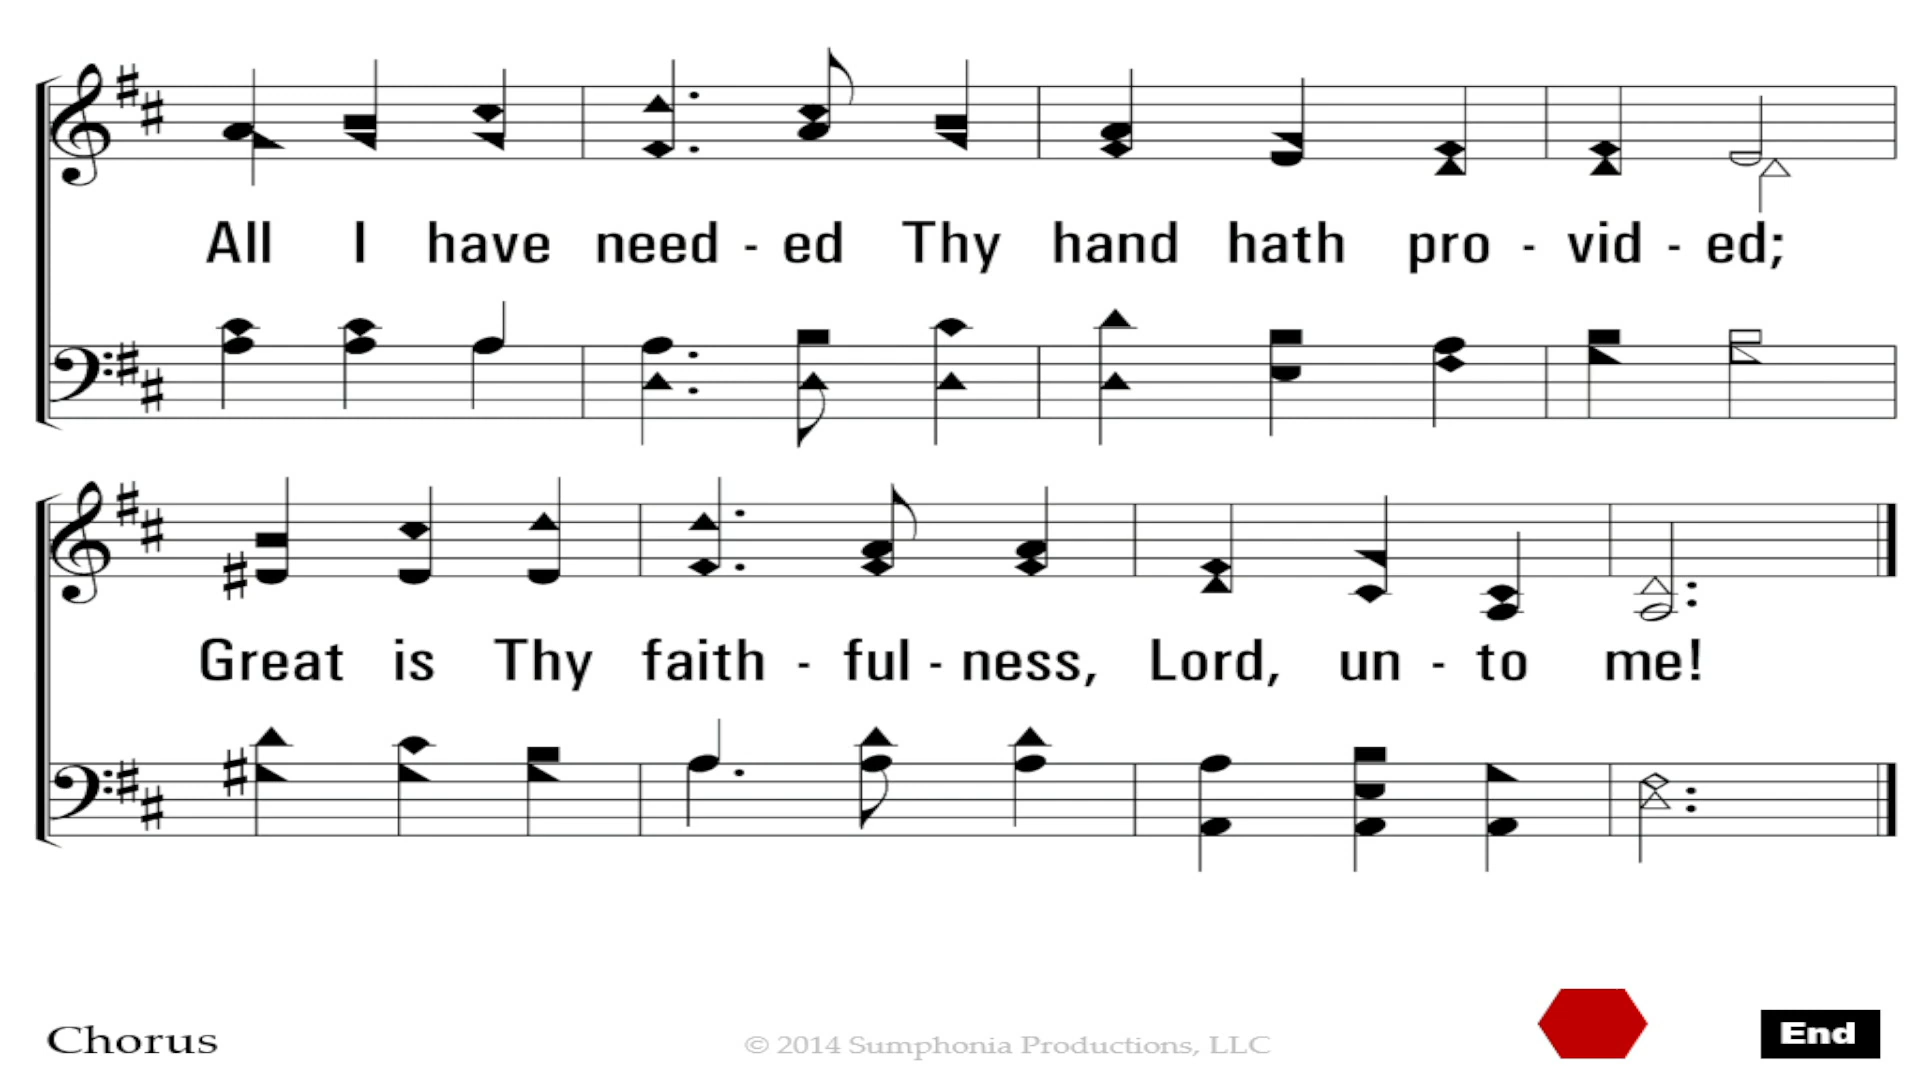 All I have need - ed Thy hand hath pro - vid - ed;
Great is Thy faith - ful - ness, Lord, un - to me!
Chorus
© 2014 Sumphonia Productions, LLC
End